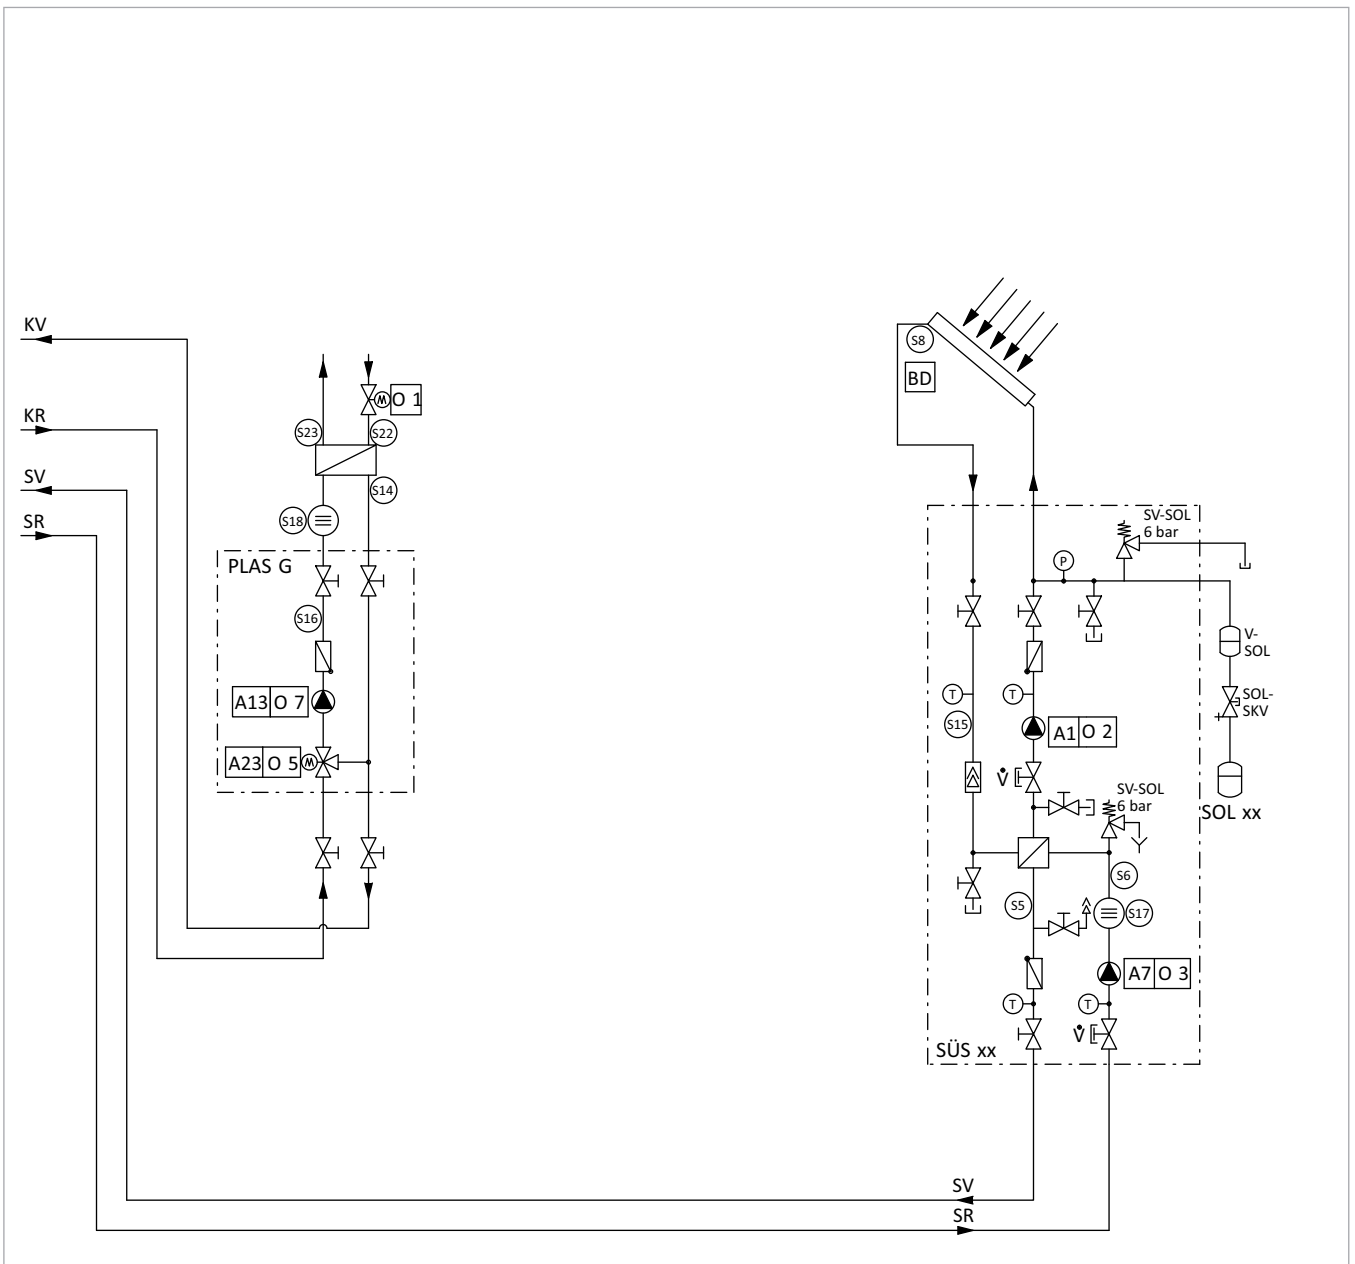 KV
KR
SV
SR
O 1
S23
S22
S14
S18
PLAS G
S16
A13 O 7
A23 O 5
M
M
S8
BD
SV-SOL
6 bar
P
V-
SOL
SOL-
SKV
SOL xx
T
T
S15
A1 O 2
V̇
SV-SOL
6 bar
S6
S5
S17
A7 O 3
T
T
V̇
SÜS xx
SV
SR